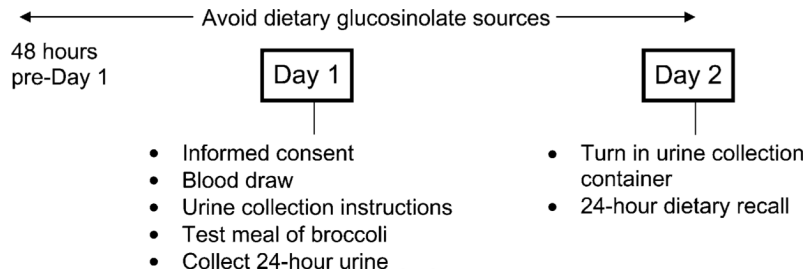 Avoid dietary glucosinolate sources
48 hours
pre-Day 1
Day 1
Day 2
• Informed consent
• Blood draw
• Urine collection instructions
• Test meal of broccoli
• Collect 24-hour urine
• Turn in urine collection
container
• 24-hour dietary recall